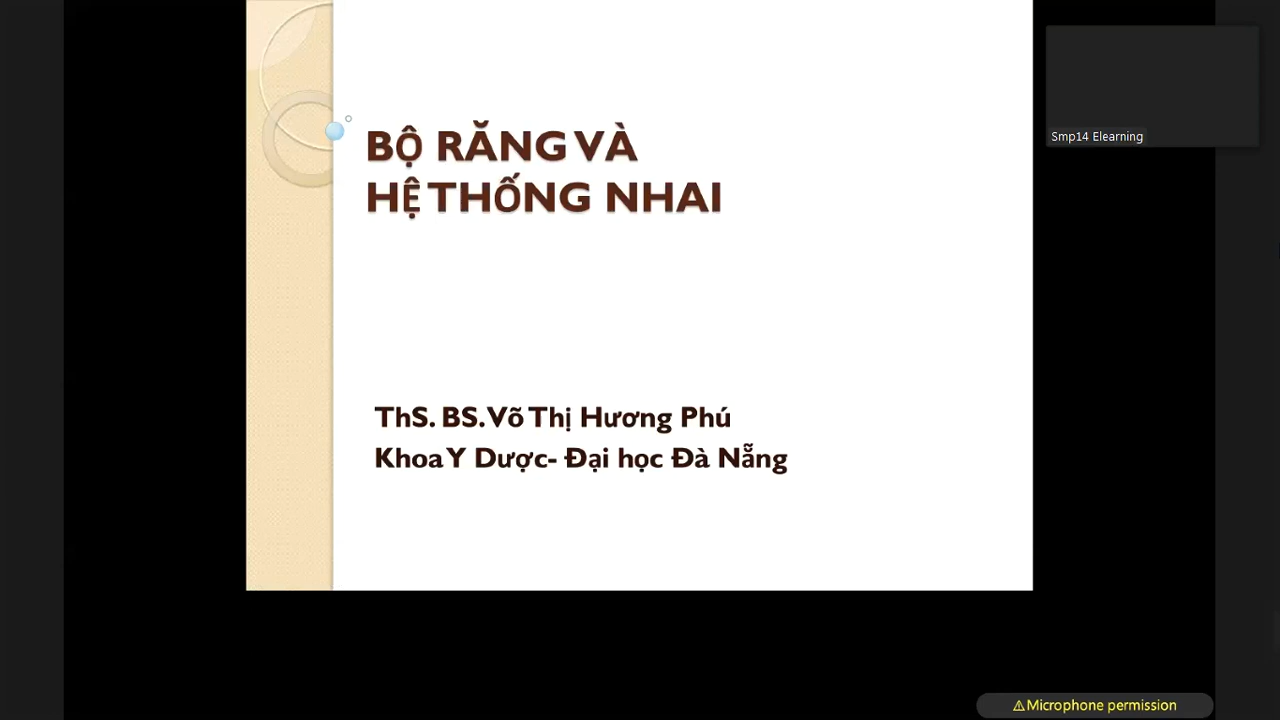 BỘ RĂNG VÀ
HỆ THỐNG NHAI
ThS. BS. Võ Thị Hương Phú
Khoa Y Dược- Đại học Đà Nẵng
Smp14 Elearning
⚠Microphone permission